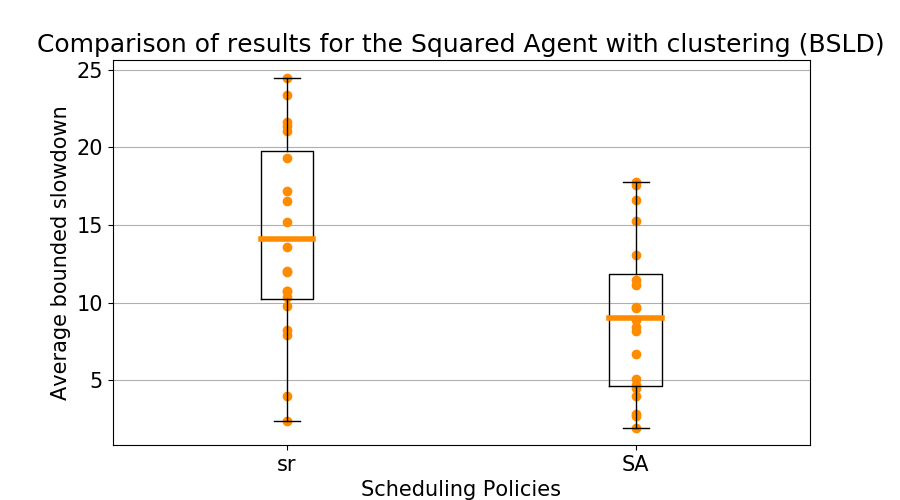 Comparison of results for the Squared Agent with clustering (BSLD)
Average bounded slowdown
25
20
15
10
5
sr
SA
Scheduling Policies